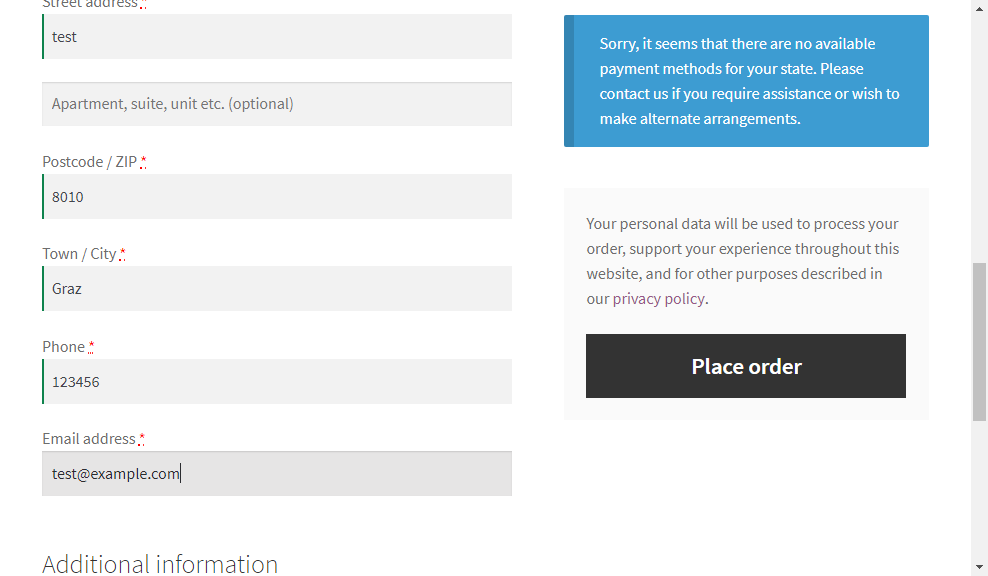 Street address *
test
Apartment, suite, unit etc. (optional)
Postcode / ZIP *
8010
Town / City *
Graz
Phone *
123456
Email address *
test@example.com
Additional information
Sorry, it seems that there are no available
payment methods for your state. Please
contact us if you require assistance or wish to
make alternate arrangements.
Your personal data will be used to process your
order, support your experience throughout this
website, and for other purposes described in
our privacy policy.
Place order